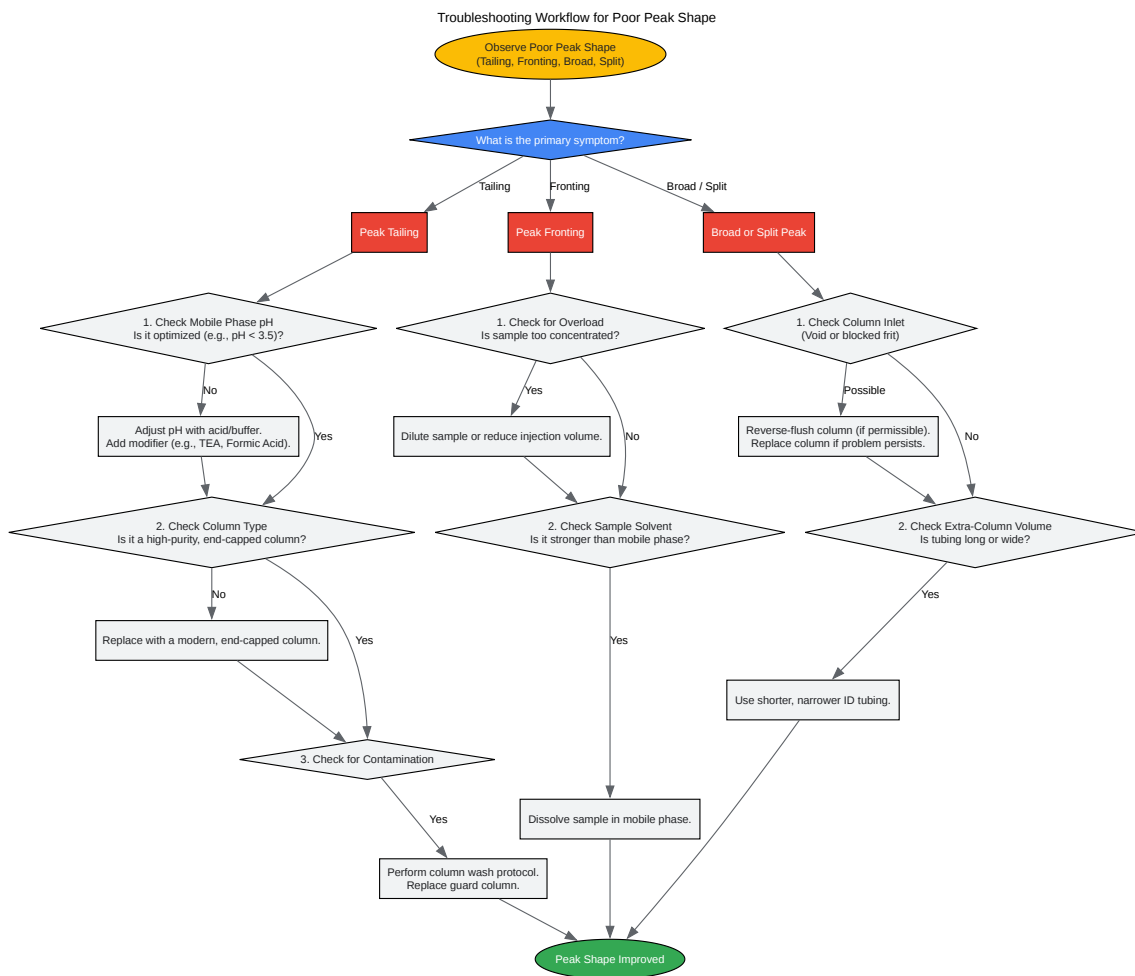 Troubleshooting Workflow for Poor Peak Shape
Observe Poor Peak Shape
(Tailing, Fronting, Broad, Split)
What is the primary symptom?
Tailing
Fronting
Broad / Split
Peak Tailing
Peak Fronting
Broad or Split Peak
1. Check Mobile Phase pH
Is it optimized (e.g., pH < 3.5)?
1. Check for Overload
Is sample too concentrated?
1. Check Column Inlet
(Void or blocked frit)
No
Yes
Possible
Adjust pH with acid/buffer.
Add modifier (e.g., TEA, Formic Acid).
Yes
Dilute sample or reduce injection volume.
No
Reverse-flush column (if permissible).
Replace column if problem persists.
No
2. Check Column Type
Is it a high-purity, end-capped column?
2. Check Sample Solvent
Is it stronger than mobile phase?
2. Check Extra-Column Volume
Is tubing long or wide?
No
Yes
Yes
Yes
Replace with a modern, end-capped column.
Use shorter, narrower ID tubing.
3. Check for Contamination
Yes
Dissolve sample in mobile phase.
Perform column wash protocol.
Replace guard column.
Peak Shape Improved